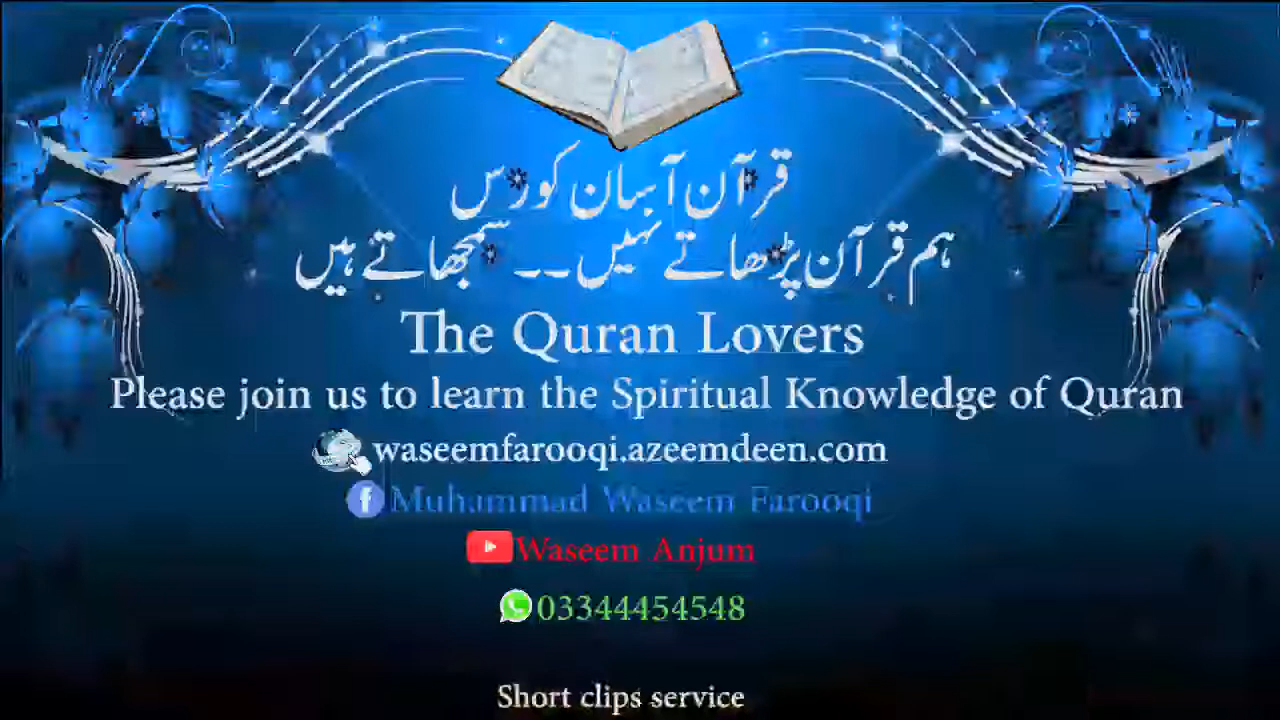 قرآن آسان کورس
ہم قرآن پڑھاتے نہیں -- سمجھاتے ہیں
The Quran Lovers
Please join us to learn the Spiritual Knowledge of Quran
waseemfarooqi.azeemdeen.com
Muhammad Waseem Farooqi
Waseem Anjum
03344454548
Short clips service